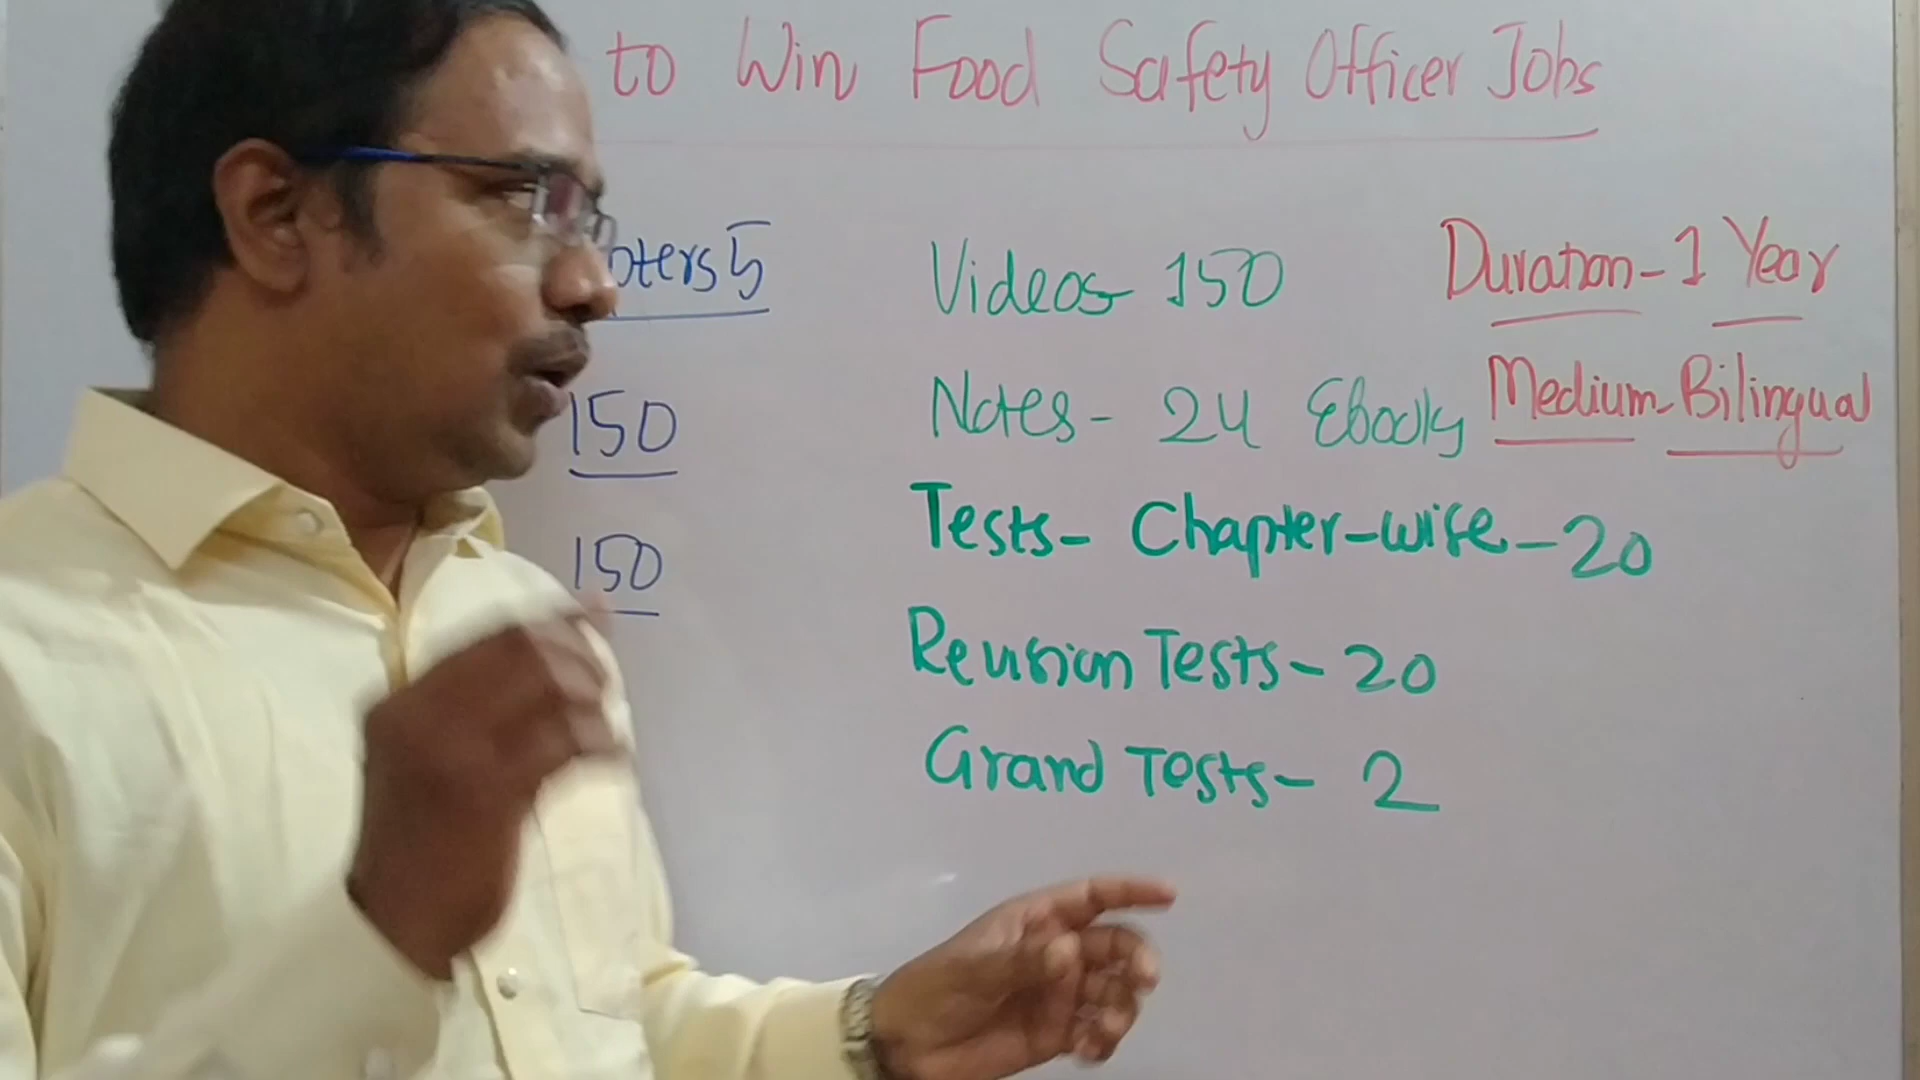 to Win Food Safety Officer Jobs
pters 5
150
150
Videos- 150
Notes- 24 Ebooks
Tests- Chapter-wise-20
Revision Tests- 20
Grand Tests- 2
Duration-1 Year
Medium-Bilingual